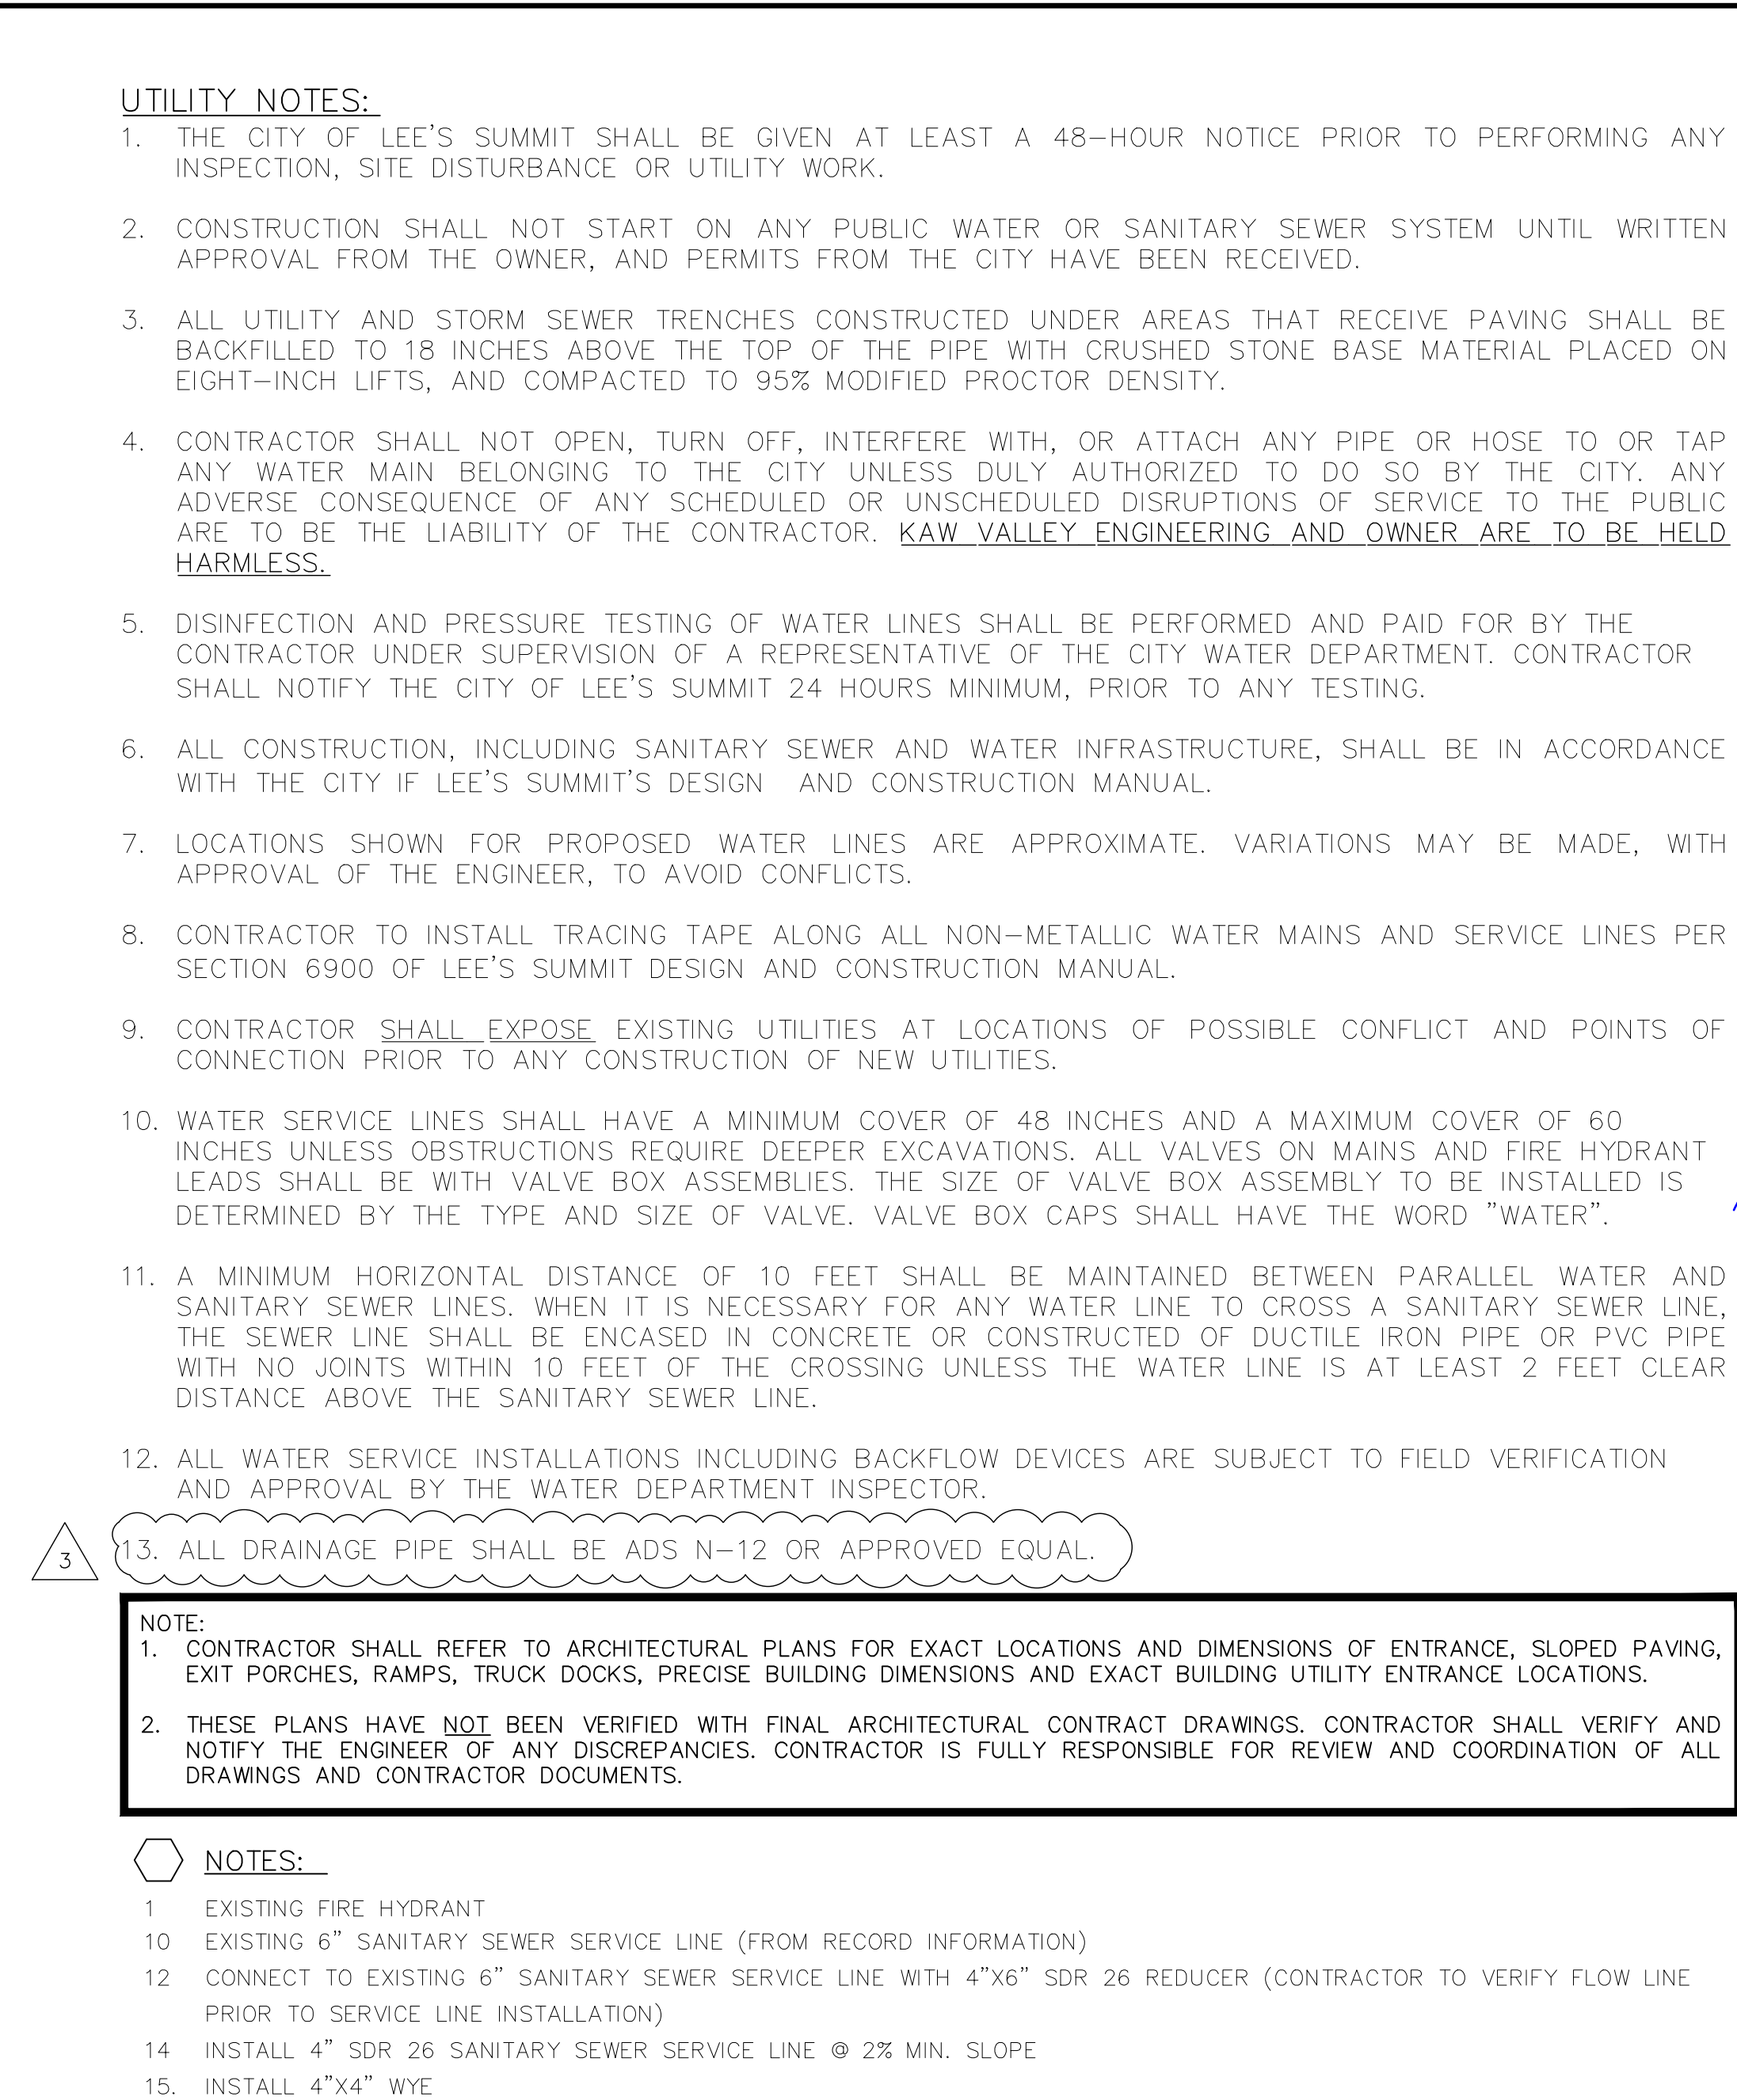 UTILITY NOTES:
1. THE CITY OF LEE'S SUMMIT SHALL BE GIVEN AT LEAST A 48-HOUR NOTICE PRIOR TO PERFORMING ANY
INSPECTION, SITE DISTURBANCE OR UTILITY WORK.
2. CONSTRUCTION SHALL NOT START ON ANY PUBLIC WATER OR SANITARY SEWER SYSTEM UNTIL WRITTEN
APPROVAL FROM THE OWNER, AND PERMITS FROM THE CITY HAVE BEEN RECEIVED.
3. ALL UTILITY AND STORM SEWER TRENCHES CONSTRUCTED UNDER AREAS THAT RECEIVE PAVING SHALL BE
BACKFILLED TO 18 INCHES ABOVE THE TOP OF THE PIPE WITH CRUSHED STONE BASE MATERIAL PLACED ON
EIGHT-INCH LIFTS, AND COMPACTED TO 95% MODIFIED PROCTOR DENSITY.
4. CONTRACTOR SHALL NOT OPEN, TURN OFF, INTERFERE WITH, OR ATTACH ANY PIPE OR HOSE TO OR TAP
ANY WATER MAIN BELONGING TO THE CITY UNLESS DULY AUTHORIZED TO DO SO BY THE CITY. ANY
ADVERSE CONSEQUENCE OF ANY SCHEDULED OR UNSCHEDULED DISRUPTIONS OF SERVICE TO THE PUBLIC
ARE TO BE THE LIABILITY OF THE CONTRACTOR. KAW VALLEY ENGINEERING AND OWNER ARE TO BE HELD
HARMLESS.
5. DISINFECTION AND PRESSURE TESTING OF WATER LINES SHALL BE PERFORMED AND PAID FOR BY THE
CONTRACTOR UNDER SUPERVISION OF A REPRESENTATIVE OF THE CITY WATER DEPARTMENT. CONTRACTOR
SHALL NOTIFY THE CITY OF LEE'S SUMMIT 24 HOURS MINIMUM, PRIOR TO ANY TESTING.
6. ALL CONSTRUCTION, INCLUDING SANITARY SEWER AND WATER INFRASTRUCTURE, SHALL BE IN ACCORDANCE
WITH THE CITY IF LEE'S SUMMIT'S DESIGN AND CONSTRUCTION MANUAL.
7. LOCATIONS SHOWN FOR PROPOSED WATER LINES ARE APPROXIMATE. VARIATIONS MAY BE MADE, WITH
APPROVAL OF THE ENGINEER, TO AVOID CONFLICTS.
8. CONTRACTOR TO INSTALL TRACING TAPE ALONG ALL NON-METALLIC WATER MAINS AND SERVICE LINES PER
SECTION 6900 OF LEE'S SUMMIT DESIGN AND CONSTRUCTION MANUAL.
9. CONTRACTOR SHALL EXPOSE EXISTING UTILITIES AT LOCATIONS OF POSSIBLE CONFLICT AND POINTS OF
CONNECTION PRIOR TO ANY CONSTRUCTION OF NEW UTILITIES.
10. WATER SERVICE LINES SHALL HAVE A MINIMUM COVER OF 48 INCHES AND A MAXIMUM COVER OF 60
INCHES UNLESS OBSTRUCTIONS REQUIRE DEEPER EXCAVATIONS. ALL VALVES ON MAINS AND FIRE HYDRANT
LEADS SHALL BE WITH VALVE BOX ASSEMBLIES. THE SIZE OF VALVE BOX ASSEMBLY TO BE INSTALLED IS
DETERMINED BY THE TYPE AND SIZE OF VALVE. VALVE BOX CAPS SHALL HAVE THE WORD "WATER".
11. A MINIMUM HORIZONTAL DISTANCE OF 10 FEET SHALL BE MAINTAINED BETWEEN PARALLEL WATER AND
SANITARY SEWER LINES. WHEN IT IS NECESSARY FOR ANY WATER LINE TO CROSS A SANITARY SEWER LINE,
THE SEWER LINE SHALL BE ENCASED IN CONCRETE OR CONSTRUCTED OF DUCTILE IRON PIPE OR PVC PIPE
WITH NO JOINTS WITHIN 10 FEET OF THE CROSSING UNLESS THE WATER LINE IS AT LEAST 2 FEET CLEAR
DISTANCE ABOVE THE SANITARY SEWER LINE.
12. ALL WATER SERVICE INSTALLATIONS INCLUDING BACKFLOW DEVICES ARE SUBJECT TO FIELD VERIFICATION
AND APPROVAL BY THE WATER DEPARTMENT INSPECTOR.
3
13. ALL DRAINAGE PIPE SHALL BE ADS N-12 OR APPROVED EQUAL.
NOTE:
1. CONTRACTOR SHALL REFER TO ARCHITECTURAL PLANS FOR EXACT LOCATIONS AND DIMENSIONS OF ENTRANCE, SLOPED PAVING,
EXIT PORCHES, RAMPS, TRUCK DOCKS, PRECISE BUILDING DIMENSIONS AND EXACT BUILDING UTILITY ENTRANCE LOCATIONS.
2. THESE PLANS HAVE NOT BEEN VERIFIED WITH FINAL ARCHITECTURAL CONTRACT DRAWINGS. CONTRACTOR SHALL VERIFY AND
NOTIFY THE ENGINEER OF ANY DISCREPANCIES. CONTRACTOR IS FULLY RESPONSIBLE FOR REVIEW AND COORDINATION OF ALL
DRAWINGS AND CONTRACTOR DOCUMENTS.
NOTES:
1 EXISTING FIRE HYDRANT
10 EXISTING 6" SANITARY SEWER SERVICE LINE (FROM RECORD INFORMATION)
12 CONNECT TO EXISTING 6" SANITARY SEWER SERVICE LINE WITH 4"X6" SDR 26 REDUCER (CONTRACTOR TO VERIFY FLOW LINE
PRIOR TO SERVICE LINE INSTALLATION)
14 INSTALL 4" SDR 26 SANITARY SEWER SERVICE LINE @ 2% MIN. SLOPE
15. INSTALL 4"X4" WYE